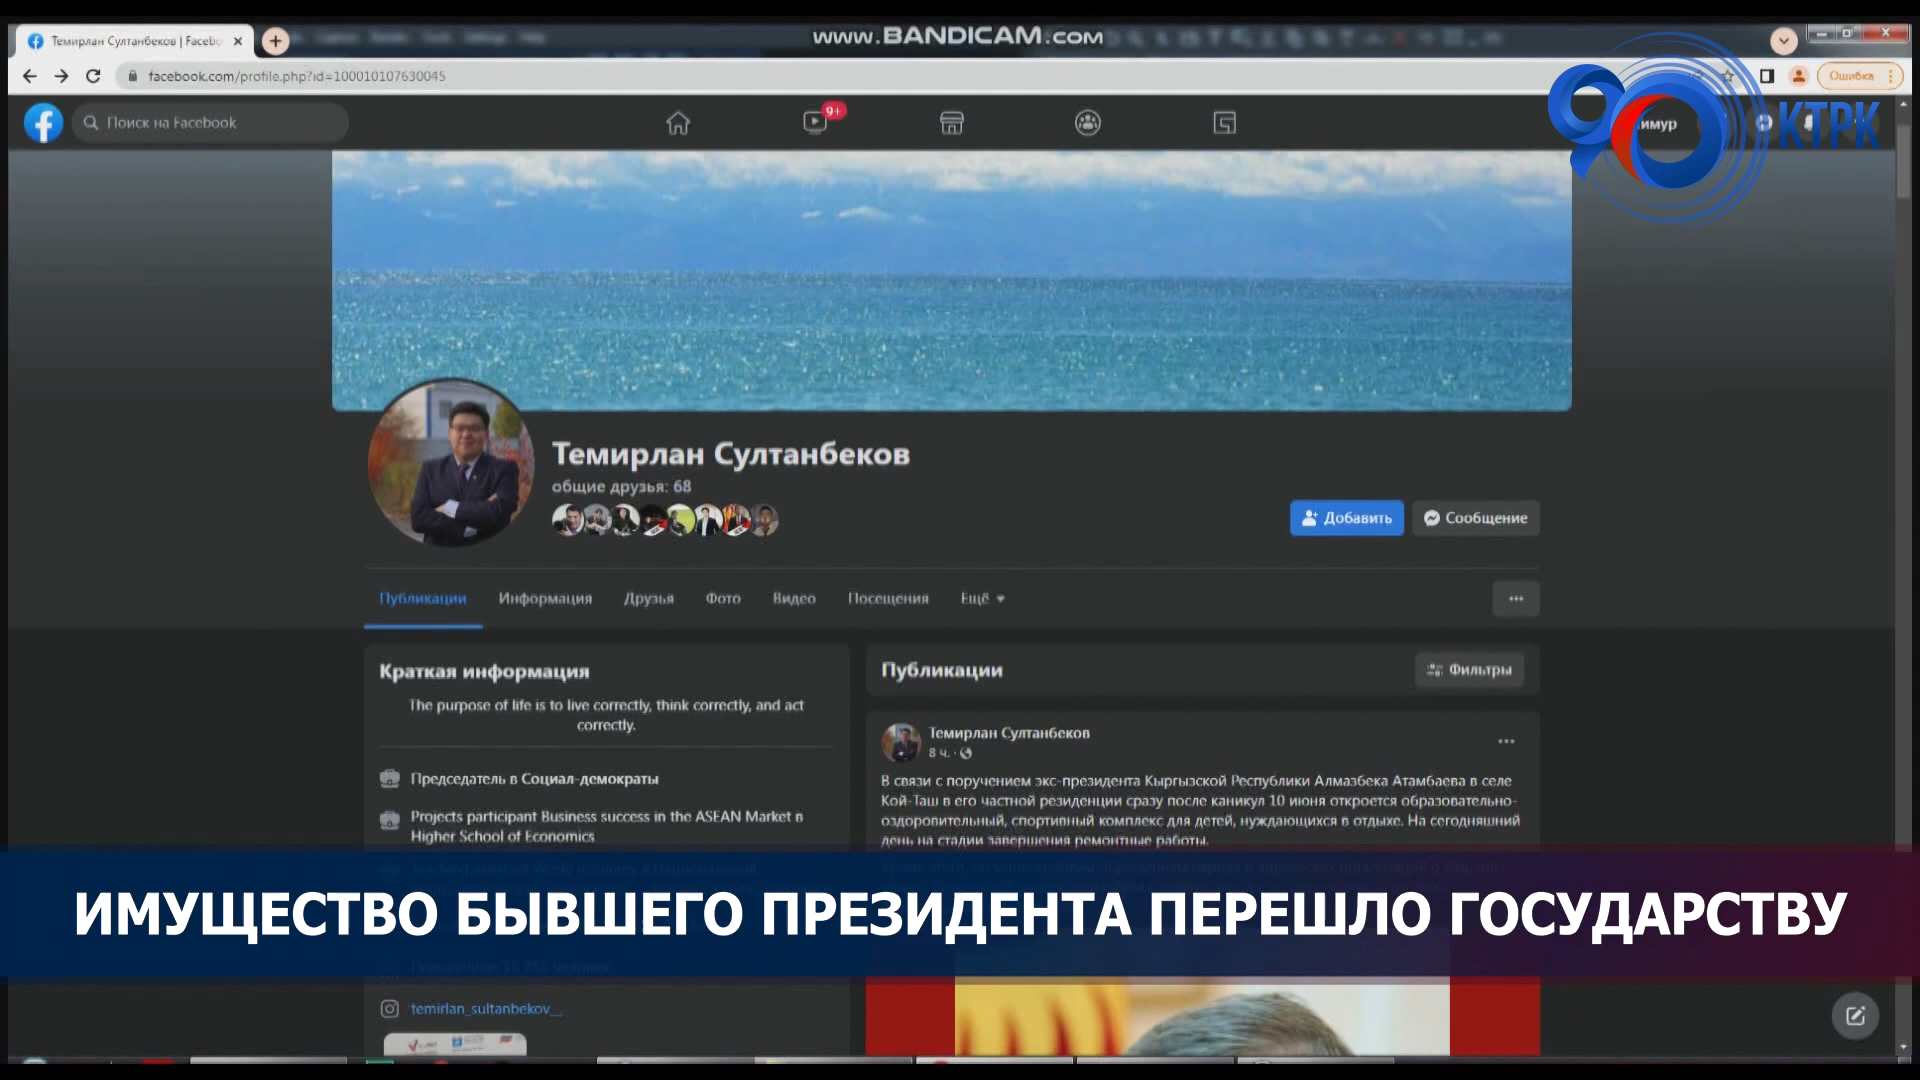 www.BANDICAM.com
Темирлан Султанбеков | Facebo
facebook.com/profile.php?id=100010107630045
Ошибка
Поиск на Facebook
9+
имур
90 КТРК
Темирлан Султанбеков
общие друзья: 68
Добавить
Сообщение
Публикации
Информация
Друзья
Фото
Видео
Посещения
Ещё
Краткая информация
The purpose of life is to live correctly, think correctly, and act
correctly.
Председатель в Социал-демократы
Projects participant Business success in the ASEAN Market в
Higher School of Economics
Публикации
Фильтры
Темирлан Султанбеков
8 ч.
В связи с поручением экс-президента Кыргызской Республики Алмазбека Атамбаева в селе
Кой-Таш в его частной резиденции сразу после каникул 10 июня откроется образовательно-
оздоровительный, спортивный комплекс для детей, нуждающихся в отдыхе. На сегодняшний
день на стадии завершения ремонтные работы.
ИМУЩЕСТВО БЫВШЕГО ПРЕЗИДЕНТА ПЕРЕШЛО ГОСУДАРСТВУ
temirlan_sultanbekov__